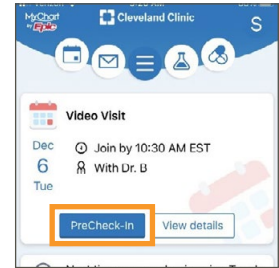 MyChart
by Epic
Cleveland Clinic
S
Video Visit
Dec
6
Tue
Join by 10:30 AM EST
With Dr. B
PreCheck-In
View details